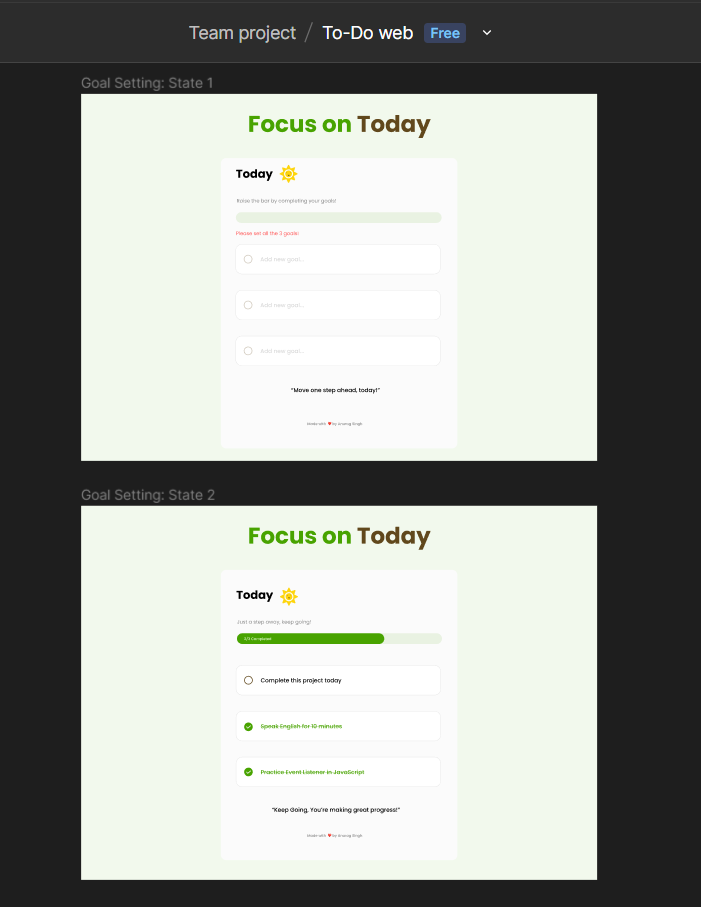 Team project / To-Do web Free
Goal Setting: State 1
Focus on Today
Today
Raise the bar by completing your goals!
Please set all the 3 goals!
Add new goal...
Add new goal...
Add new goal...
“Move one step ahead, today!”
Made with ❤ by Anurag Singh
Goal Setting: State 2
Focus on Today
Today
Just a step away, keep going!
2/3 Completed
Complete this project today
Speak English for 10 minutes
Practice Event Listener in JavaScript
“Keep Going, You’re making great progress!”
Made with ❤ by Anurag Singh